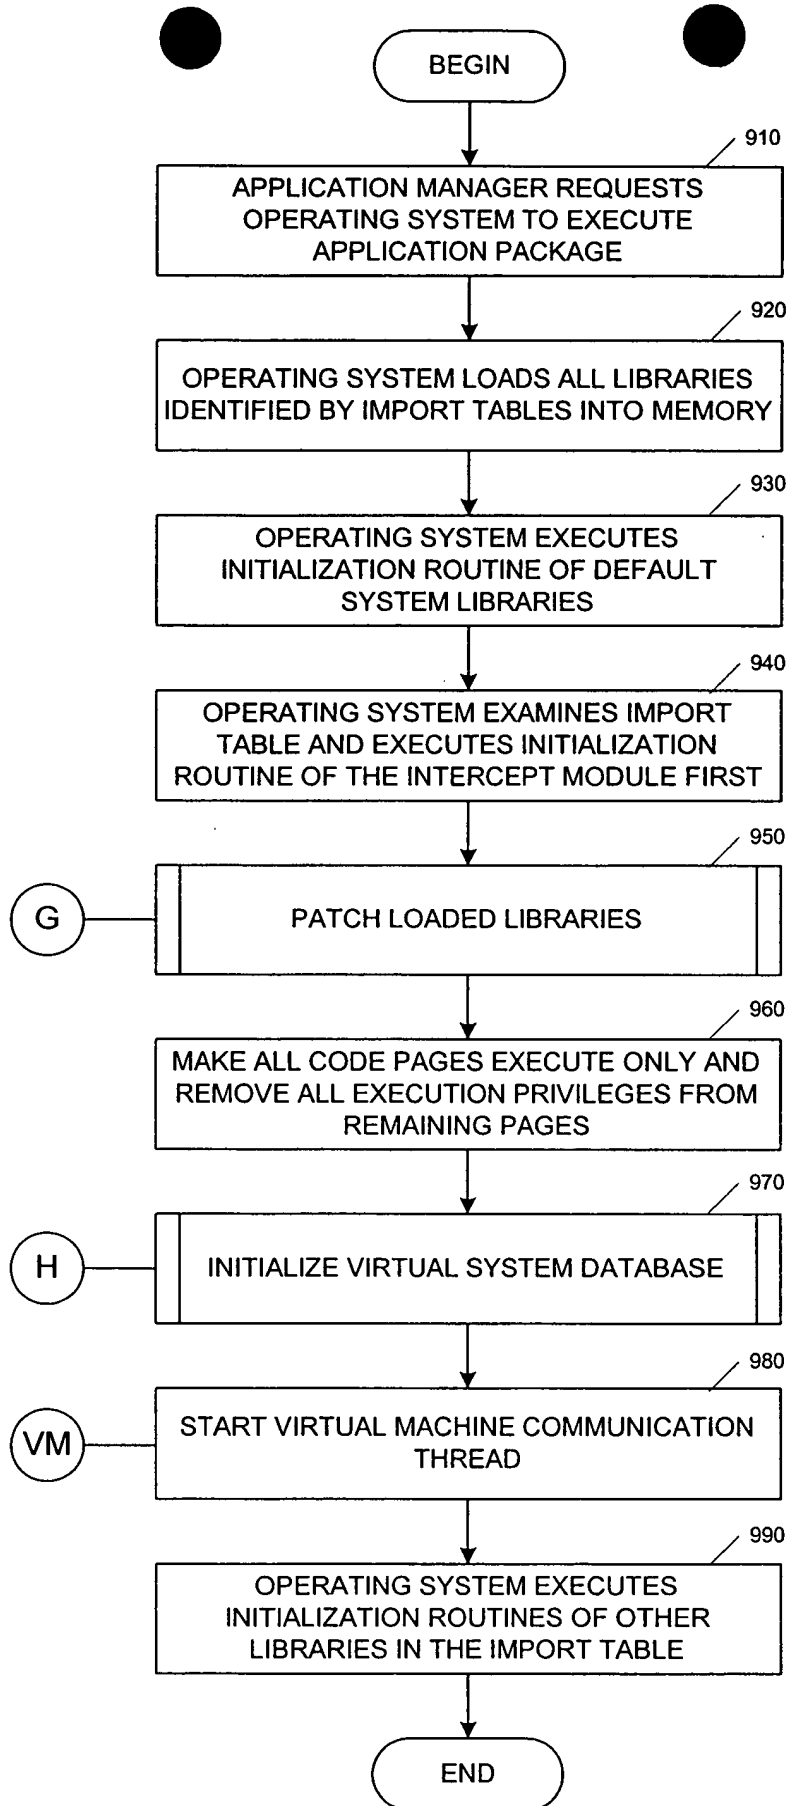 BEGIN
910
APPLICATION MANAGER REQUESTS
OPERATING SYSTEM TO EXECUTE
APPLICATION PACKAGE
920
OPERATING SYSTEM LOADS ALL LIBRARIES
IDENTIFIED BY IMPORT TABLES INTO MEMORY
930
OPERATING SYSTEM EXECUTES
INITIALIZATION ROUTINE OF DEFAULT
SYSTEM LIBRARIES
940
OPERATING SYSTEM EXAMINES IMPORT
TABLE AND EXECUTES INITIALIZATION
ROUTINE OF THE INTERCEPT MODULE FIRST
950
G
PATCH LOADED LIBRARIES
960
MAKE ALL CODE PAGES EXECUTE ONLY AND
REMOVE ALL EXECUTION PRIVILEGES FROM
REMAINING PAGES
970
H
INITIALIZE VIRTUAL SYSTEM DATABASE
980
VM
START VIRTUAL MACHINE COMMUNICATION
THREAD
990
OPERATING SYSTEM EXECUTES
INITIALIZATION ROUTINES OF OTHER
LIBRARIES IN THE IMPORT TABLE
END